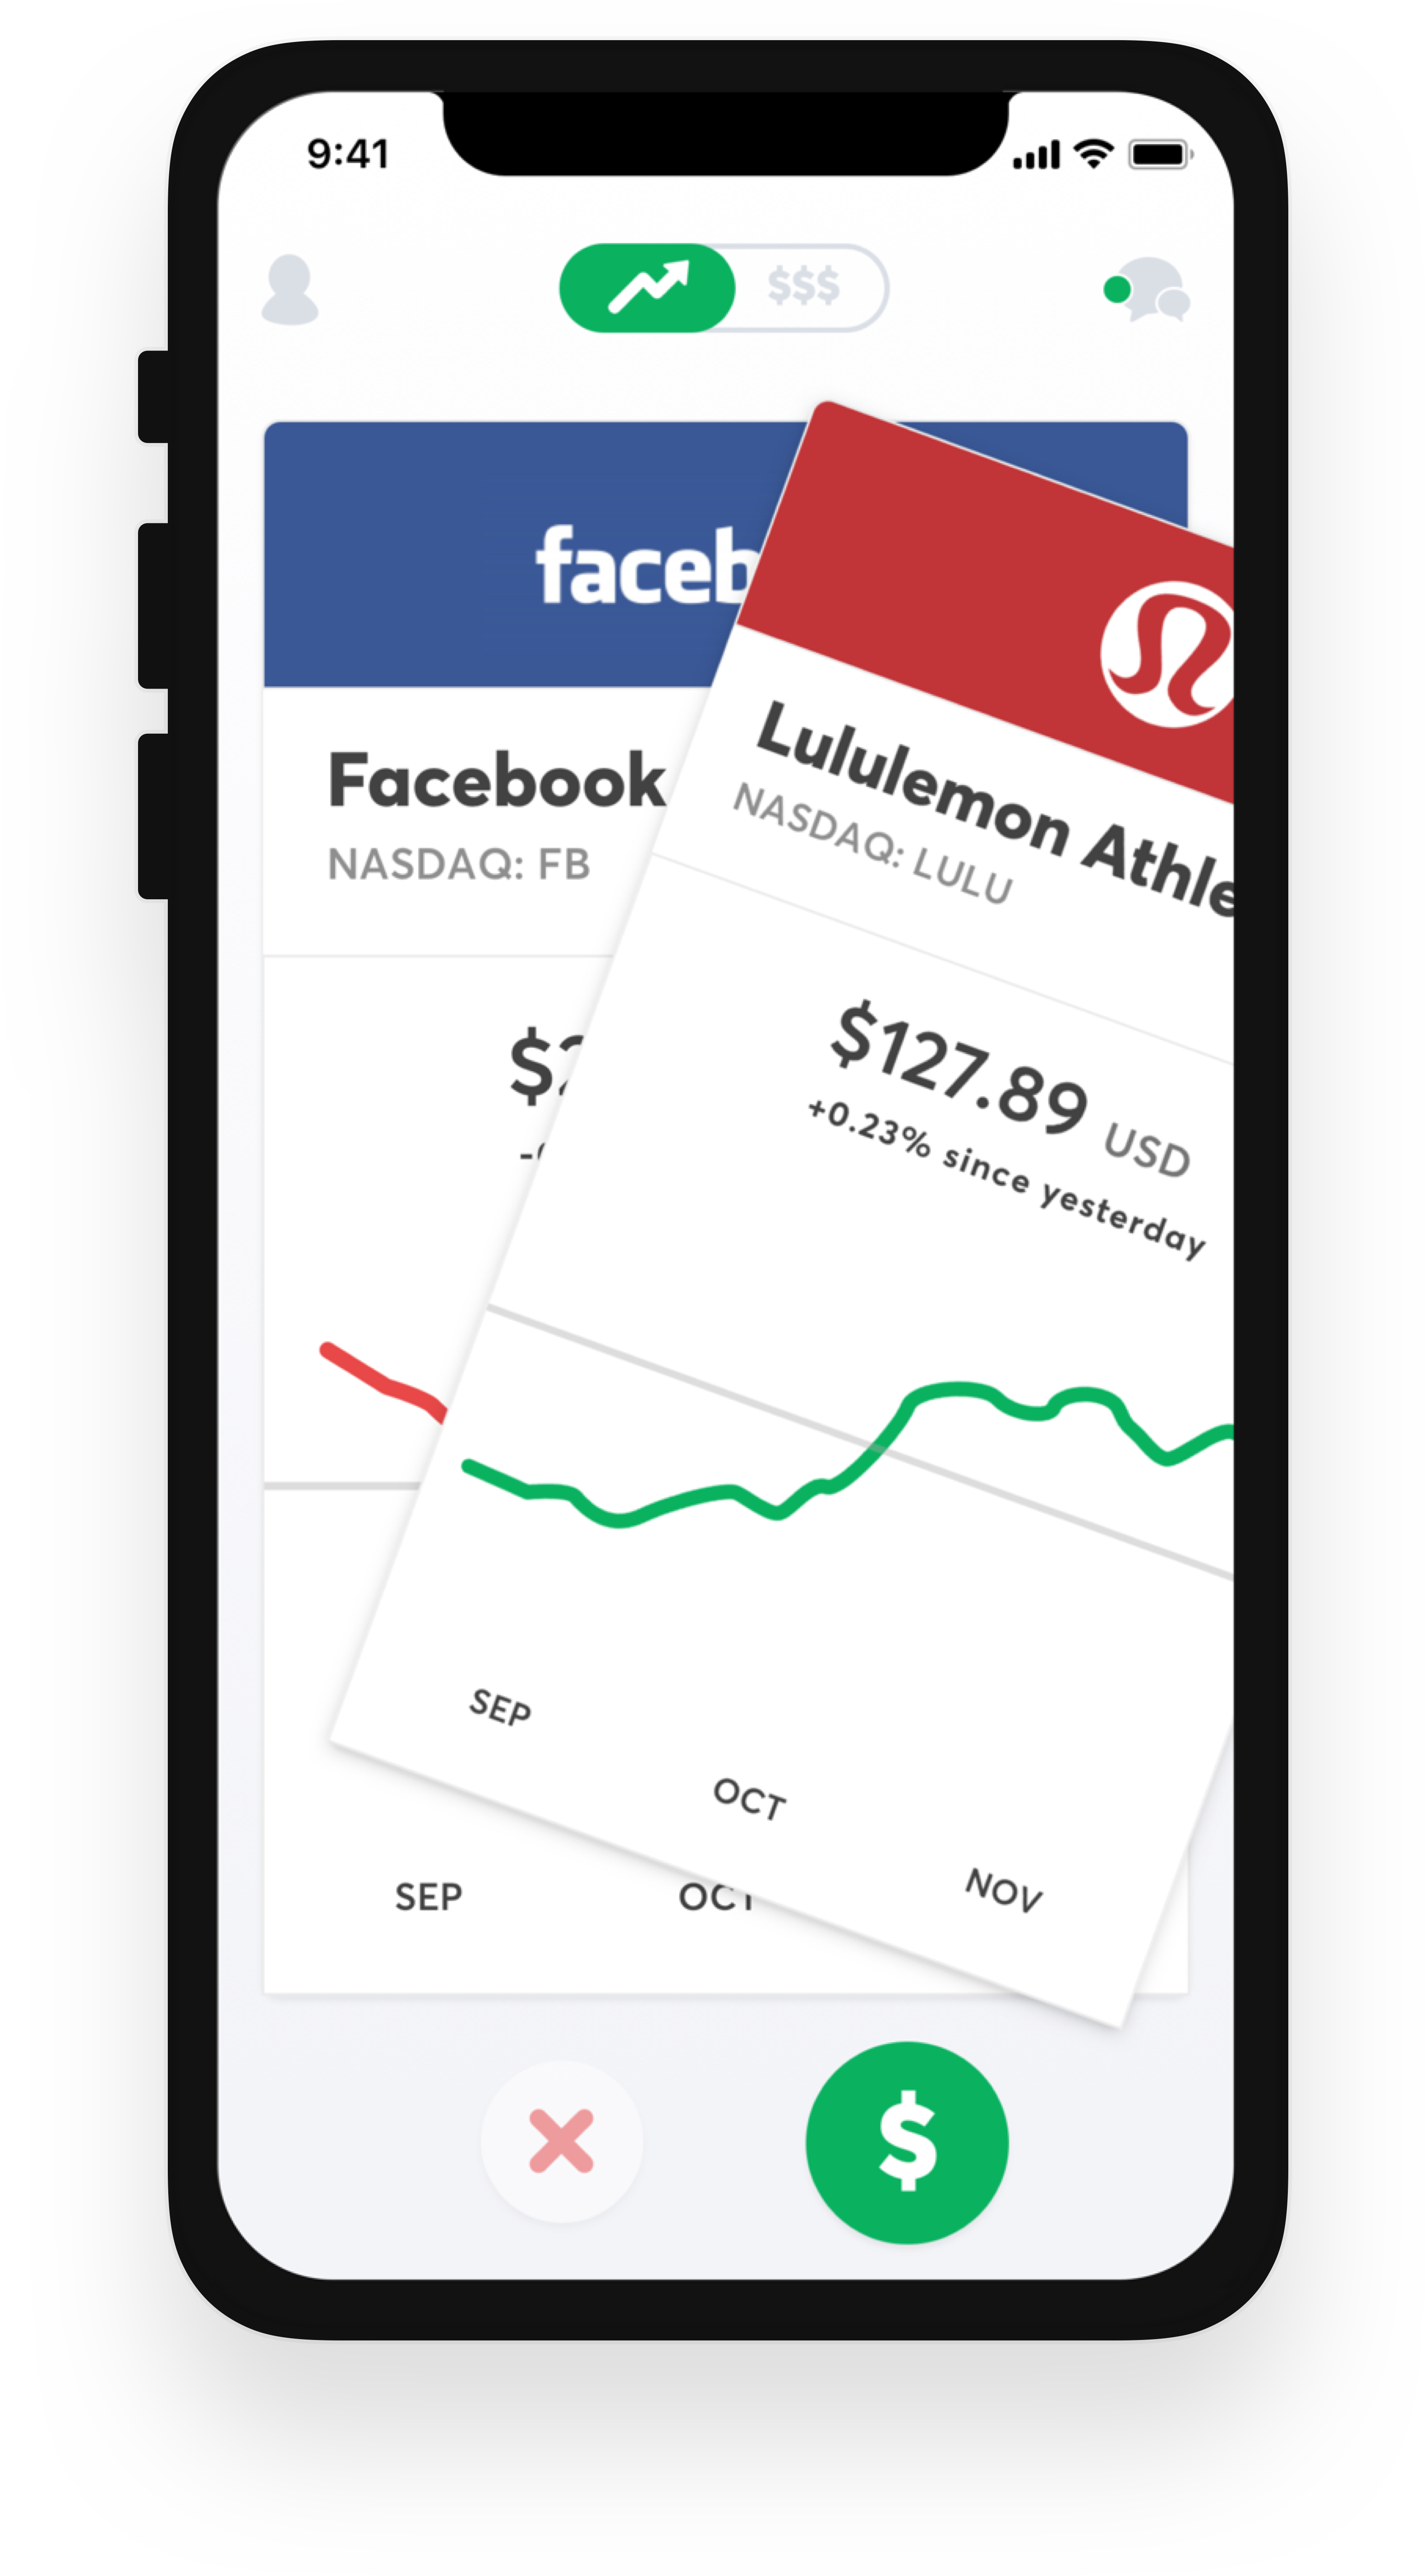 9:41
$$$
faceb
Facebook
NASDAQ: FB
Lululemon Athle
NASDAQ: LULU
$127.89 USD
+0.23% since yesterday
SEP
OCT
NOV
SEP
OCT
$